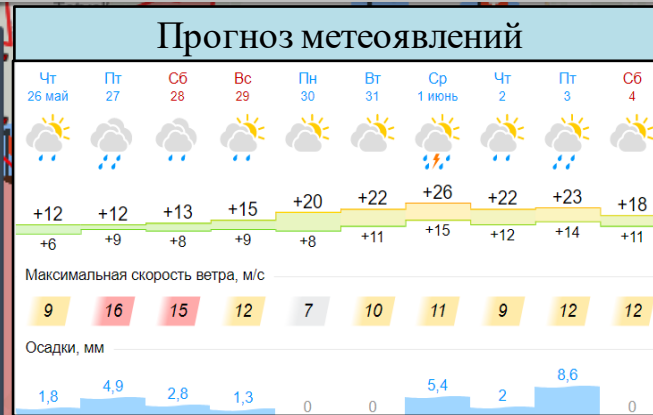 Прогноз метеоявлений
Чт Пт Сб Вс Пн Вт Ср Чт Пт Сб
26 май 27 28 29 30 31 1 июнь 2 3 4
+12 +12 +13 +15 +20 +22 +26 +22 +23 +18
+6 +9 +8 +9 +8 +11 +15 +12 +14 +11
Максимальная скорость ветра, м/с
9 16 15 12 7 10 11 9 12 12
Осадки, мм
1,8 4,9 2,8 1,3 0 0 5,4 2 8,6 0